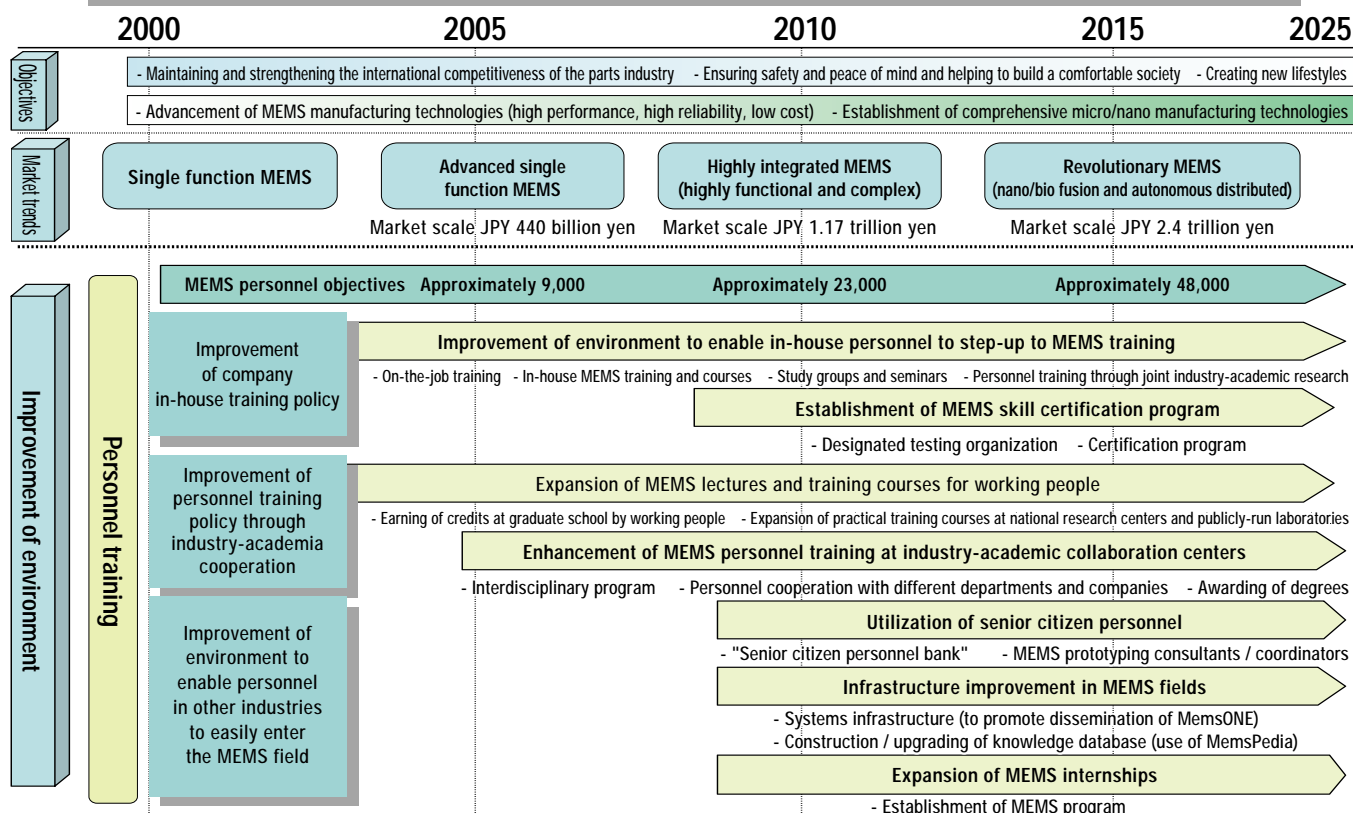 2000 2005 2010 2015 2025
Objectives
- Maintaining and strengthening the international competitiveness of the parts industry - Ensuring safety and peace of mind and helping to build a comfortable society - Creating new lifestyles
- Advancement of MEMS manufacturing technologies (high performance, high reliability, low cost) - Establishment of comprehensive micro/nano manufacturing technologies
Market trends
Single function MEMS
Advanced single
function MEMS
Highly integrated MEMS
(highly functional and complex)
Revolutionary MEMS
(nano/bio fusion and autonomous distributed)
Market scale JPY 440 billion yen
Market scale JPY 1.17 trillion yen
Market scale JPY 2.4 trillion yen
Improvement of environment
Personnel training
MEMS personnel objectives Approximately 9,000 Approximately 23,000 Approximately 48,000
Improvement
of company
in-house training policy
Improvement of environment to enable in-house personnel to step-up to MEMS training
- On-the-job training - In-house MEMS training and courses - Study groups and seminars - Personnel training through joint industry-academic research
Establishment of MEMS skill certification program
- Designated testing organization - Certification program
Improvement of
personnel training
policy through
industry-academia
cooperation
Expansion of MEMS lectures and training courses for working people
- Earning of credits at graduate school by working people - Expansion of practical training courses at national research centers and publicly-run laboratories
Enhancement of MEMS personnel training at industry-academic collaboration centers
- Interdisciplinary program - Personnel cooperation with different departments and companies - Awarding of degrees
Improvement of
environment to
enable personnel
in other industries
to easily enter
the MEMS field
Utilization of senior citizen personnel
- "Senior citizen personnel bank" - MEMS prototyping consultants / coordinators
Infrastructure improvement in MEMS fields
- Systems infrastructure (to promote dissemination of MemsONE)
- Construction / upgrading of knowledge database (use of MemsPedia)
Expansion of MEMS internships
- Establishment of MEMS program